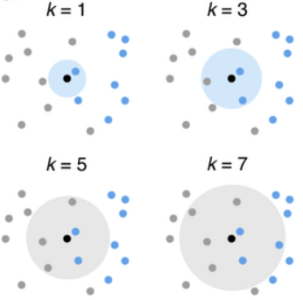 k = 1
k = 3
k = 5
k = 7